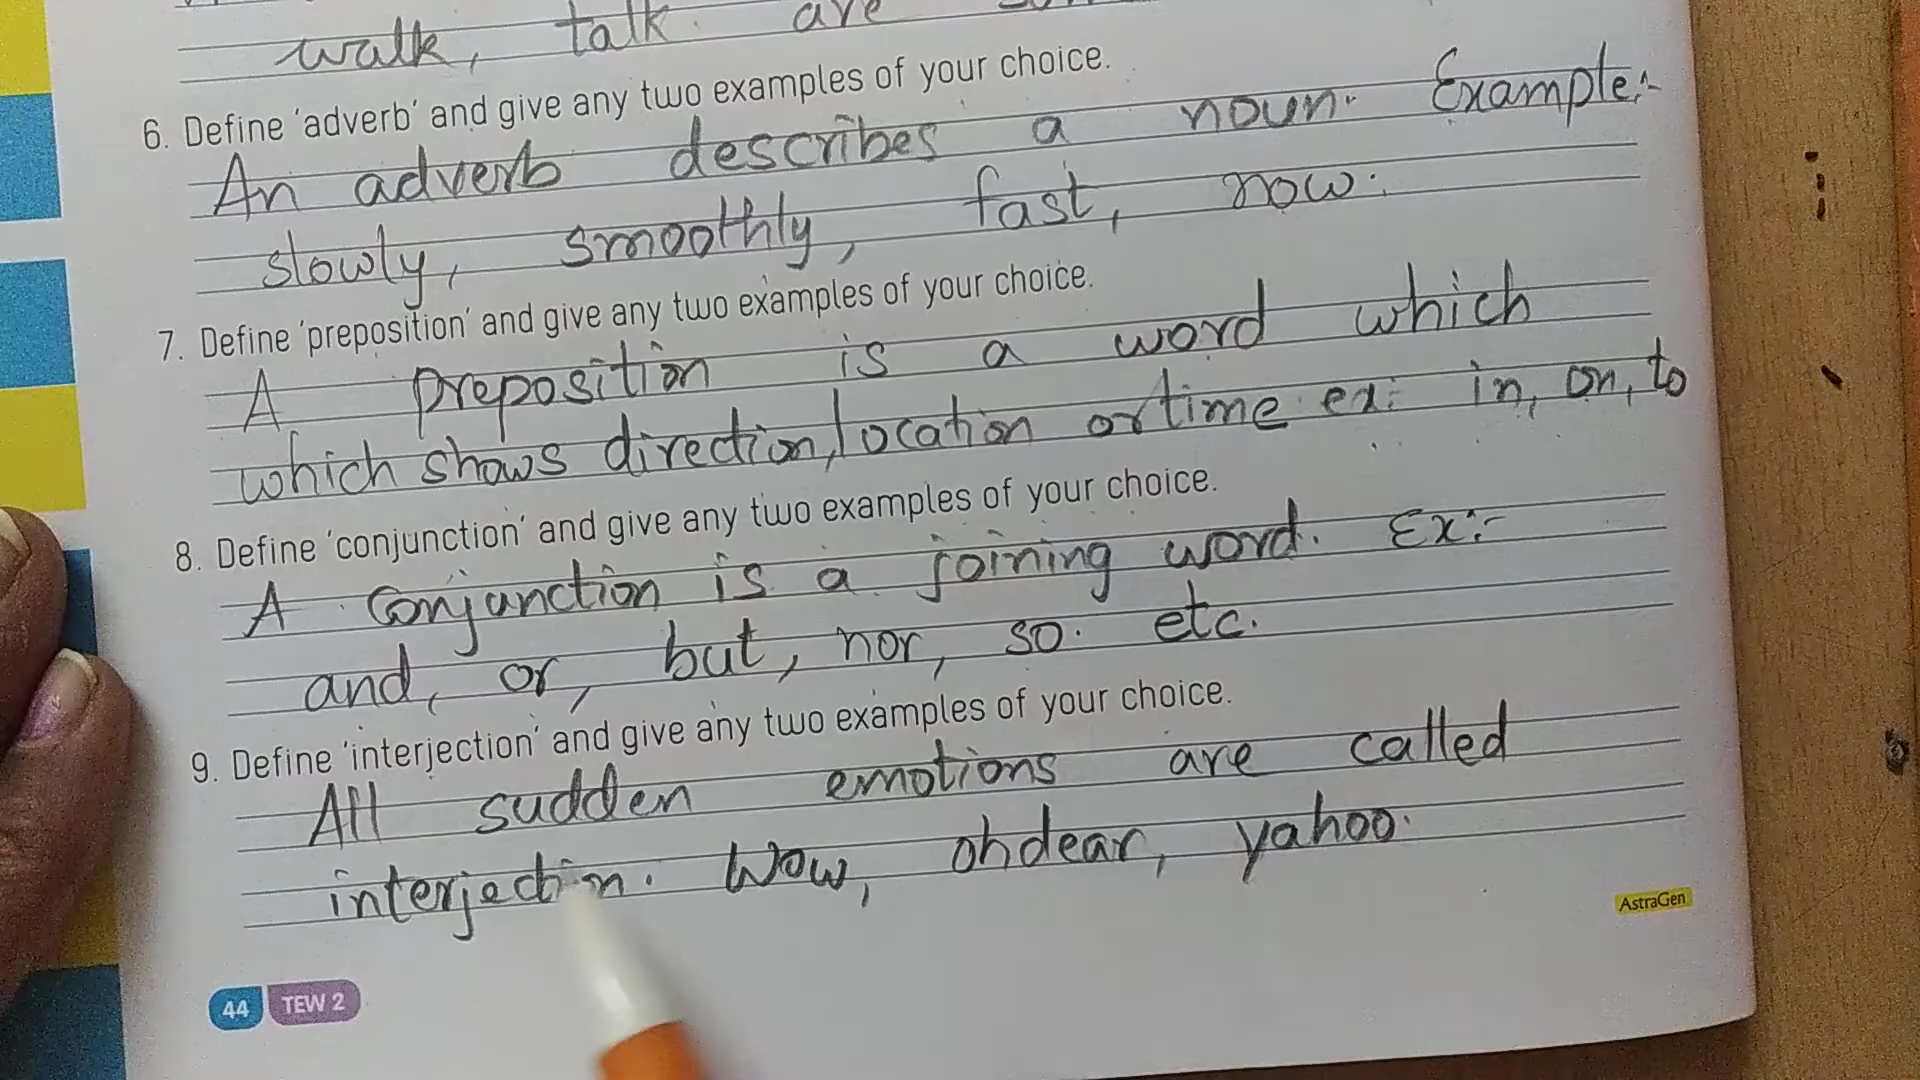 walk, talk are
6. Define 'adverb' and give any two examples of your choice.
An adverb describes a noun. Example:-
slowly, smoothly, fast, now.
7. Define 'preposition' and give any two examples of your choice.
A preposition is a word which
which shows direction, location or time ex: in, on, to
8. Define 'conjunction' and give any two examples of your choice.
A conjunction is a joining word. Ex:-
and, or, but, nor, so. etc.
9. Define 'interjection' and give any two examples of your choice.
All sudden emotions are called
interjection. Wow, ohdear, yahoo.
AstraGen
44 TEW 2